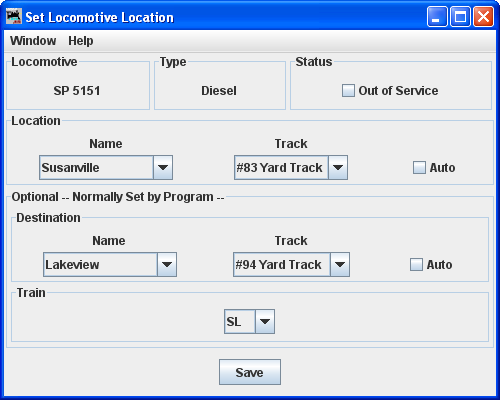 Set Locomotive Location
Window Help
Locomotive Type Status
SP 5151 Diesel Out of Service
Location
Name Track
Susanville #83 Yard Track Auto
Optional -- Normally Set by Program --
Destination
Name Track
Lakeview #94 Yard Track Auto
Train
SL
Save